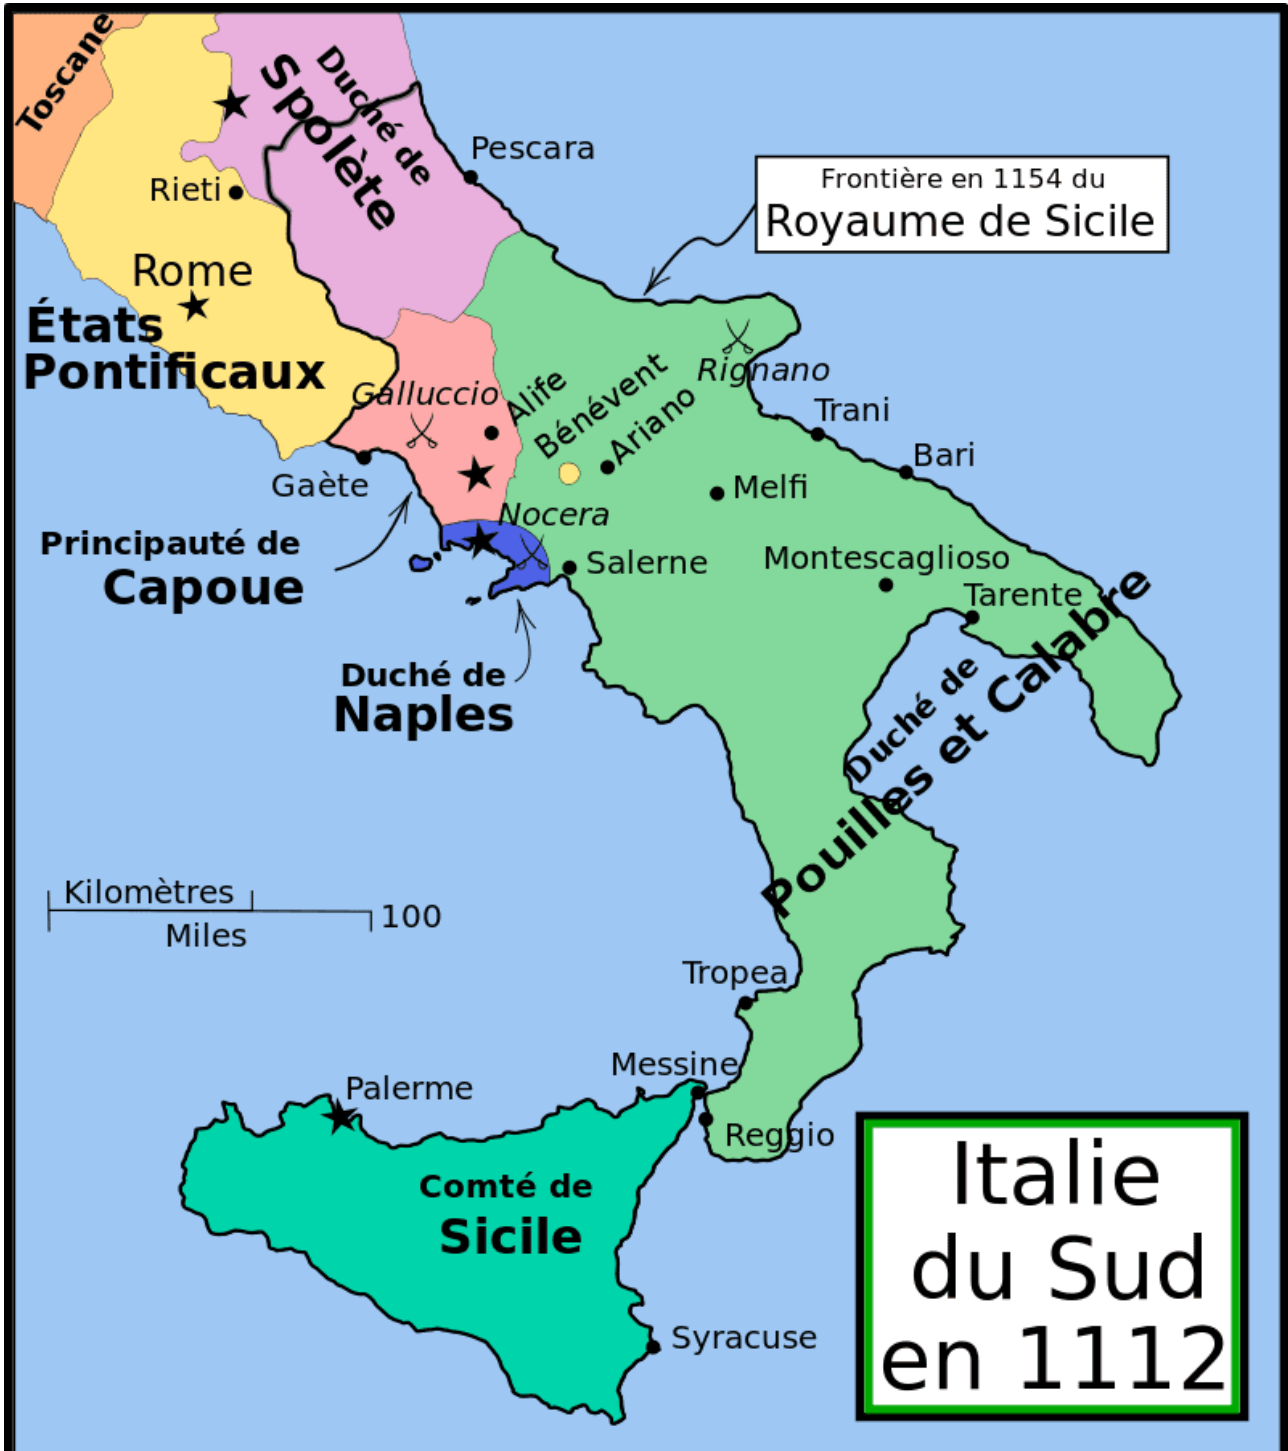 Toscane
Duché de
Spolète
Pescara
Rieti
Frontière en 1154 du
Royaume de Sicile
Rome
États
Pontificaux
Galluccio
Alife
Bénévent
Ariano
Rignano
Trani
Bari
Gaète
Melfi
Nocera
Principauté de
Capoue
Salerne
Montescaglioso
Tarente
Duché de
Naples
Duché de
Pouilles et Calabre
Kilomètres
Miles
100
Tropea
Messine
Palerme
Reggio
Comté de
Sicile
Syracuse
Italie
du Sud
en 1112